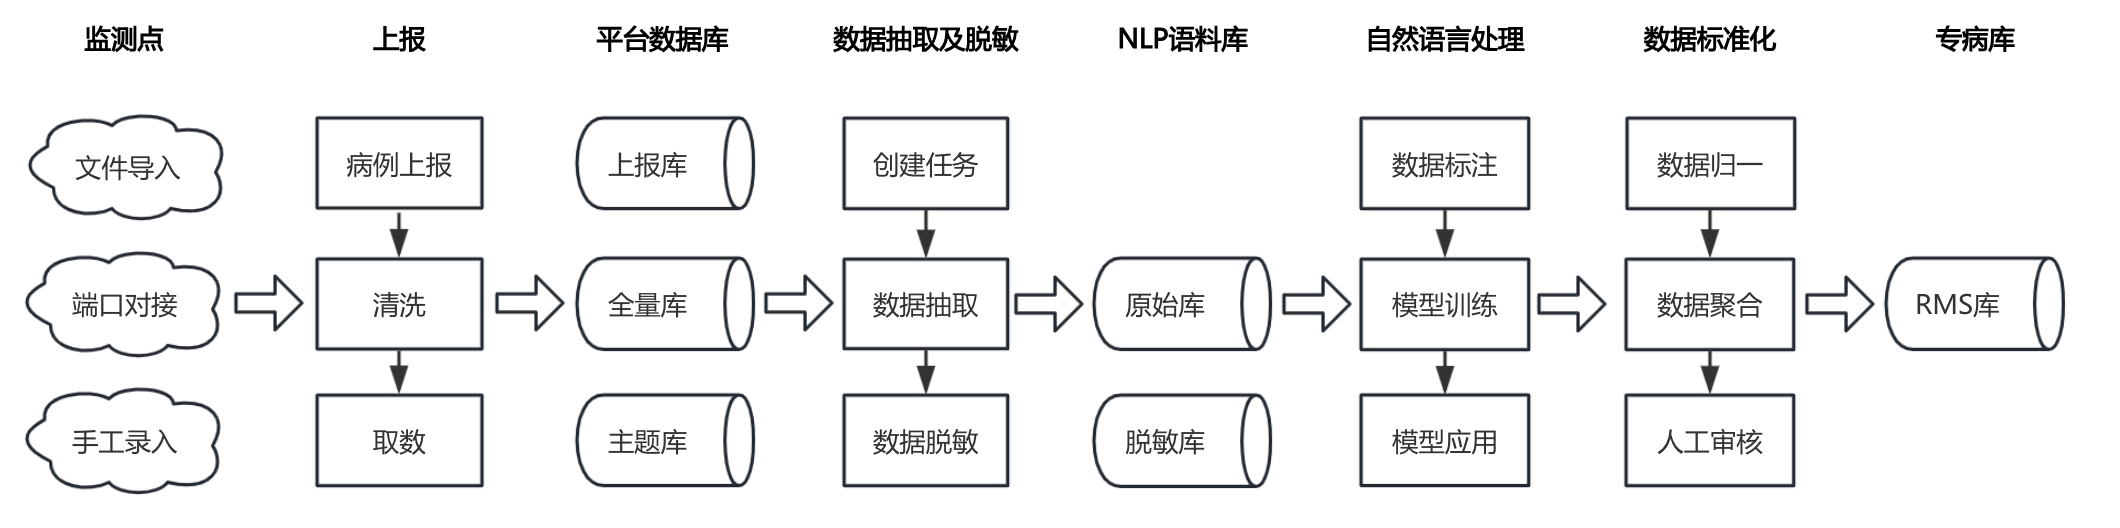 监测点
上报
平台数据库
数据抽取及脱敏
NLP语料库
自然语言处理
数据标准化
专病库
文件导入
病例上报
上报库
创建任务
数据标注
数据归一
端口对接
清洗
全量库
数据抽取
原始库
模型训练
数据聚合
RMS库
手工录入
取数
主题库
数据脱敏
脱敏库
模型应用
人工审核